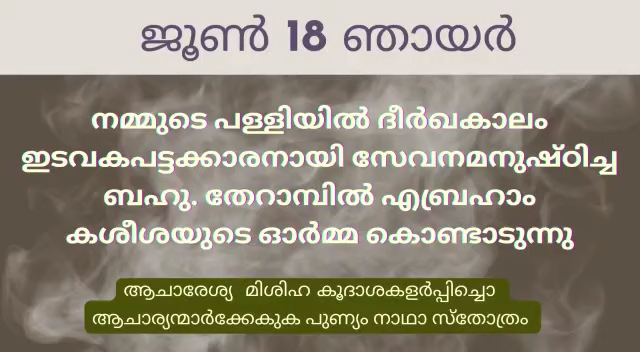 ജൂൺ 18 ഞായർ
നമ്മുടെ പള്ളിയിൽ ദീർഖകാലം
ഇടവകപട്ടക്കാരനായി സേവനമനുഷ്ഠിച്ച
ബഹു. തേറാമ്പിൽ എബ്രഹാം
കശീശയുടെ ഓർമ്മ കൊണ്ടാടുന്നു
ആചാരേശ്യ മിശിഹ കൂദാശകളർപ്പിച്ചൊ
ആചാര്യന്മാർക്കേകുക പുണ്യം നാഥാ സ്തോത്രം